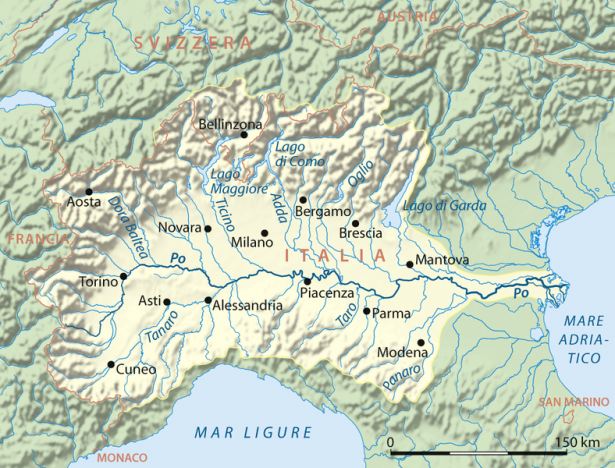 AUSTRIA
SVIZZERA
Bellinzona
Lago
di Como
Lago
Maggiore
Oglio
Aosta
Dora Baltea
Ticino
Adda
Bergamo
Lago di Garda
Novara
Milano
Brescia
FRANCIA
ITALIA
Po
Mantova
Torino
Piacenza
Po
Asti
Alessandria
Tanaro
Taro
Parma
MARE
ADRIA-
TICO
Modena
Cuneo
Panaro
SAN MARINO
MAR LIGURE
0
150 km
MONACO